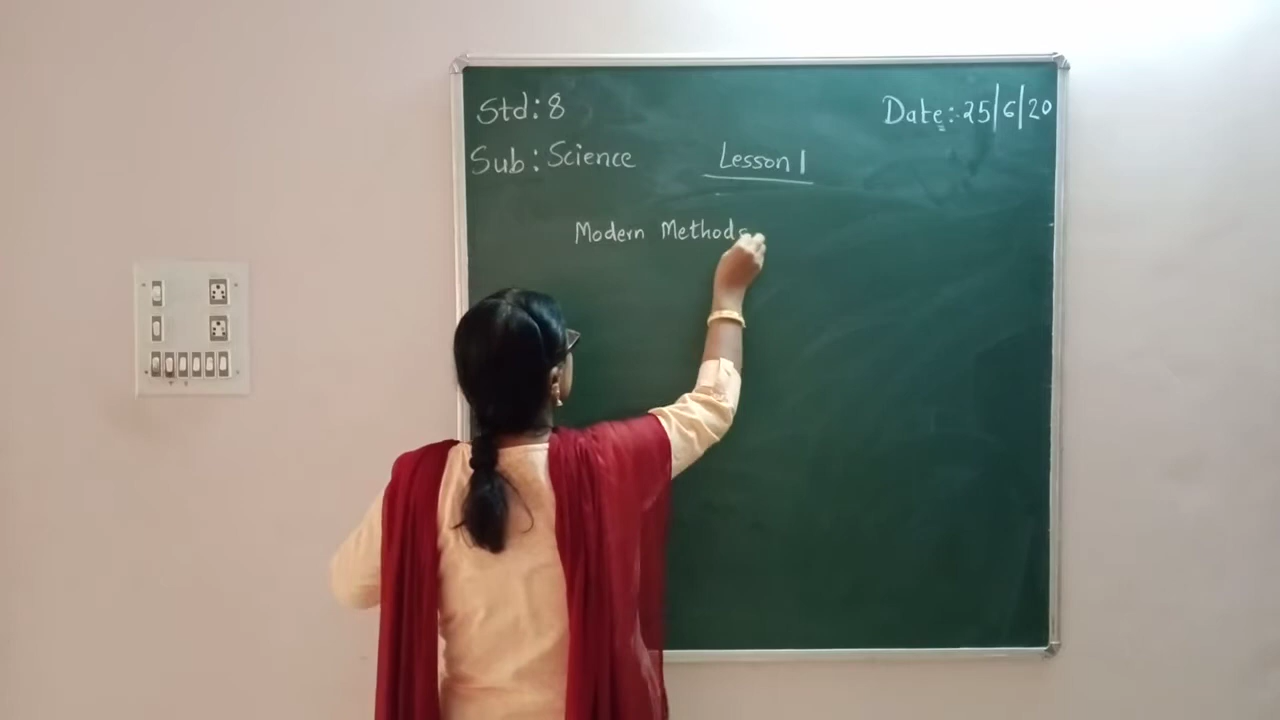 Std: 8
Date: 25/6/20
Sub: Science
Lesson 1
Modern Methods